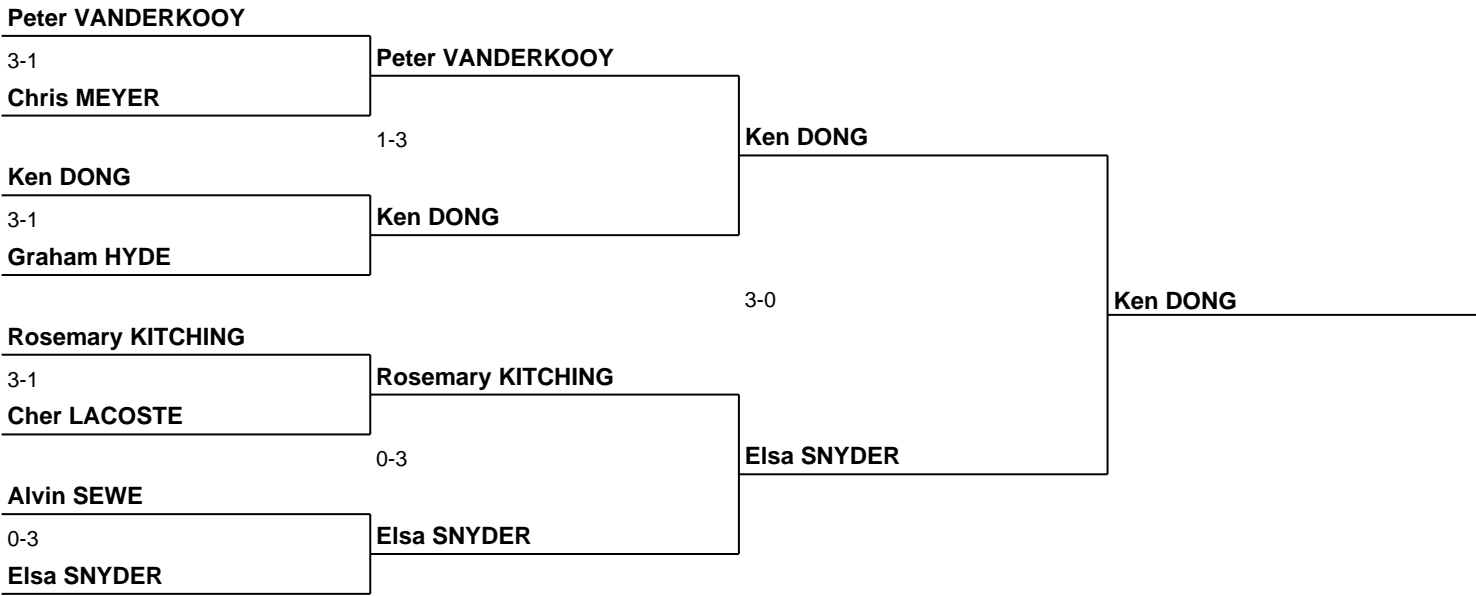 Peter VANDERKOOY
3-1
Peter VANDERKOOY
Chris MEYER
1-3
Ken DONG
Ken DONG
3-1
Ken DONG
Graham HYDE
3-0
Ken DONG
Rosemary KITCHING
3-1
Rosemary KITCHING
Cher LACOSTE
0-3
Elsa SNYDER
Alvin SEWE
0-3
Elsa SNYDER
Elsa SNYDER